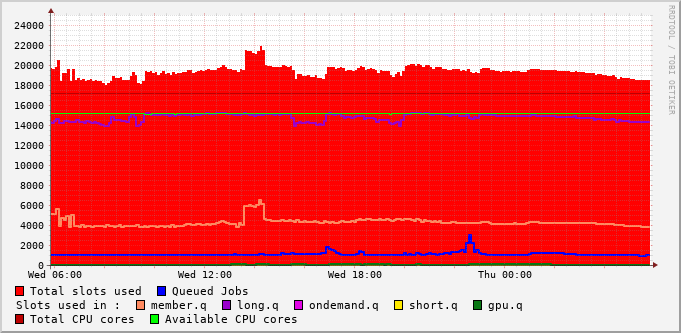 24000
22000
20000
18000
16000
14000
12000
10000
8000
6000
4000
2000
0
Wed 06:00 Wed 12:00 Wed 18:00 Thu 00:00
RRDTOOL / TOBI OETIKER
Total slots used Queued Jobs
Slots used in : member.q long.q ondemand.q short.q gpu.q
Total CPU cores Available CPU cores